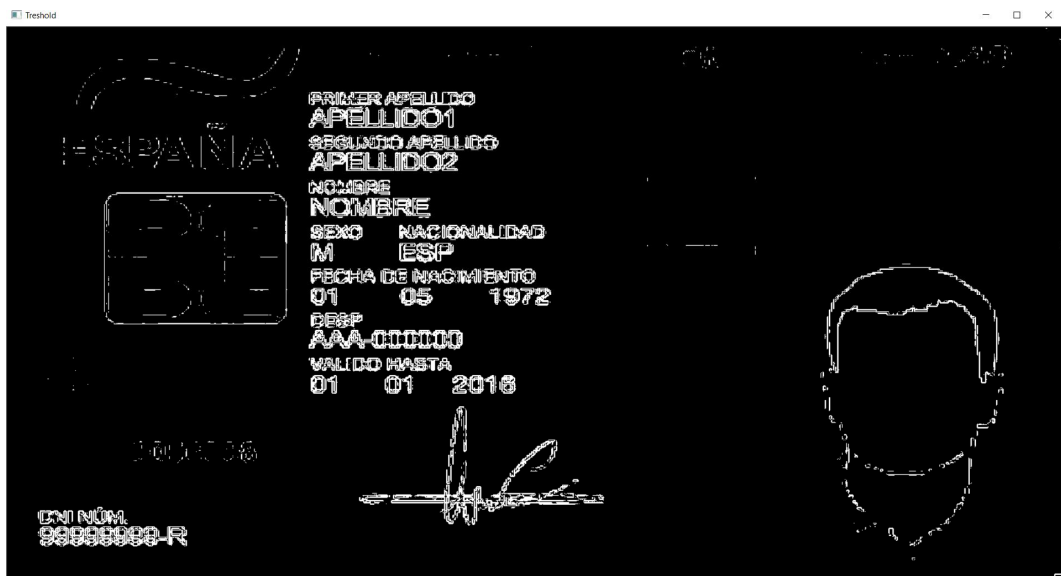 Treshold
ESPAÑA
PRIMER APELLIDO
APELLIDO1
SEGUNDO APELLIDO
APELLIDO2
NOMBRE
NOMBRE
SEXO NACIONALIDAD
M ESP
FECHA DE NACIMIENTO
01 05 1972
AAA-000000
VALIDO HASTA
01 01 2016
DNI NÚM.
99999999-R